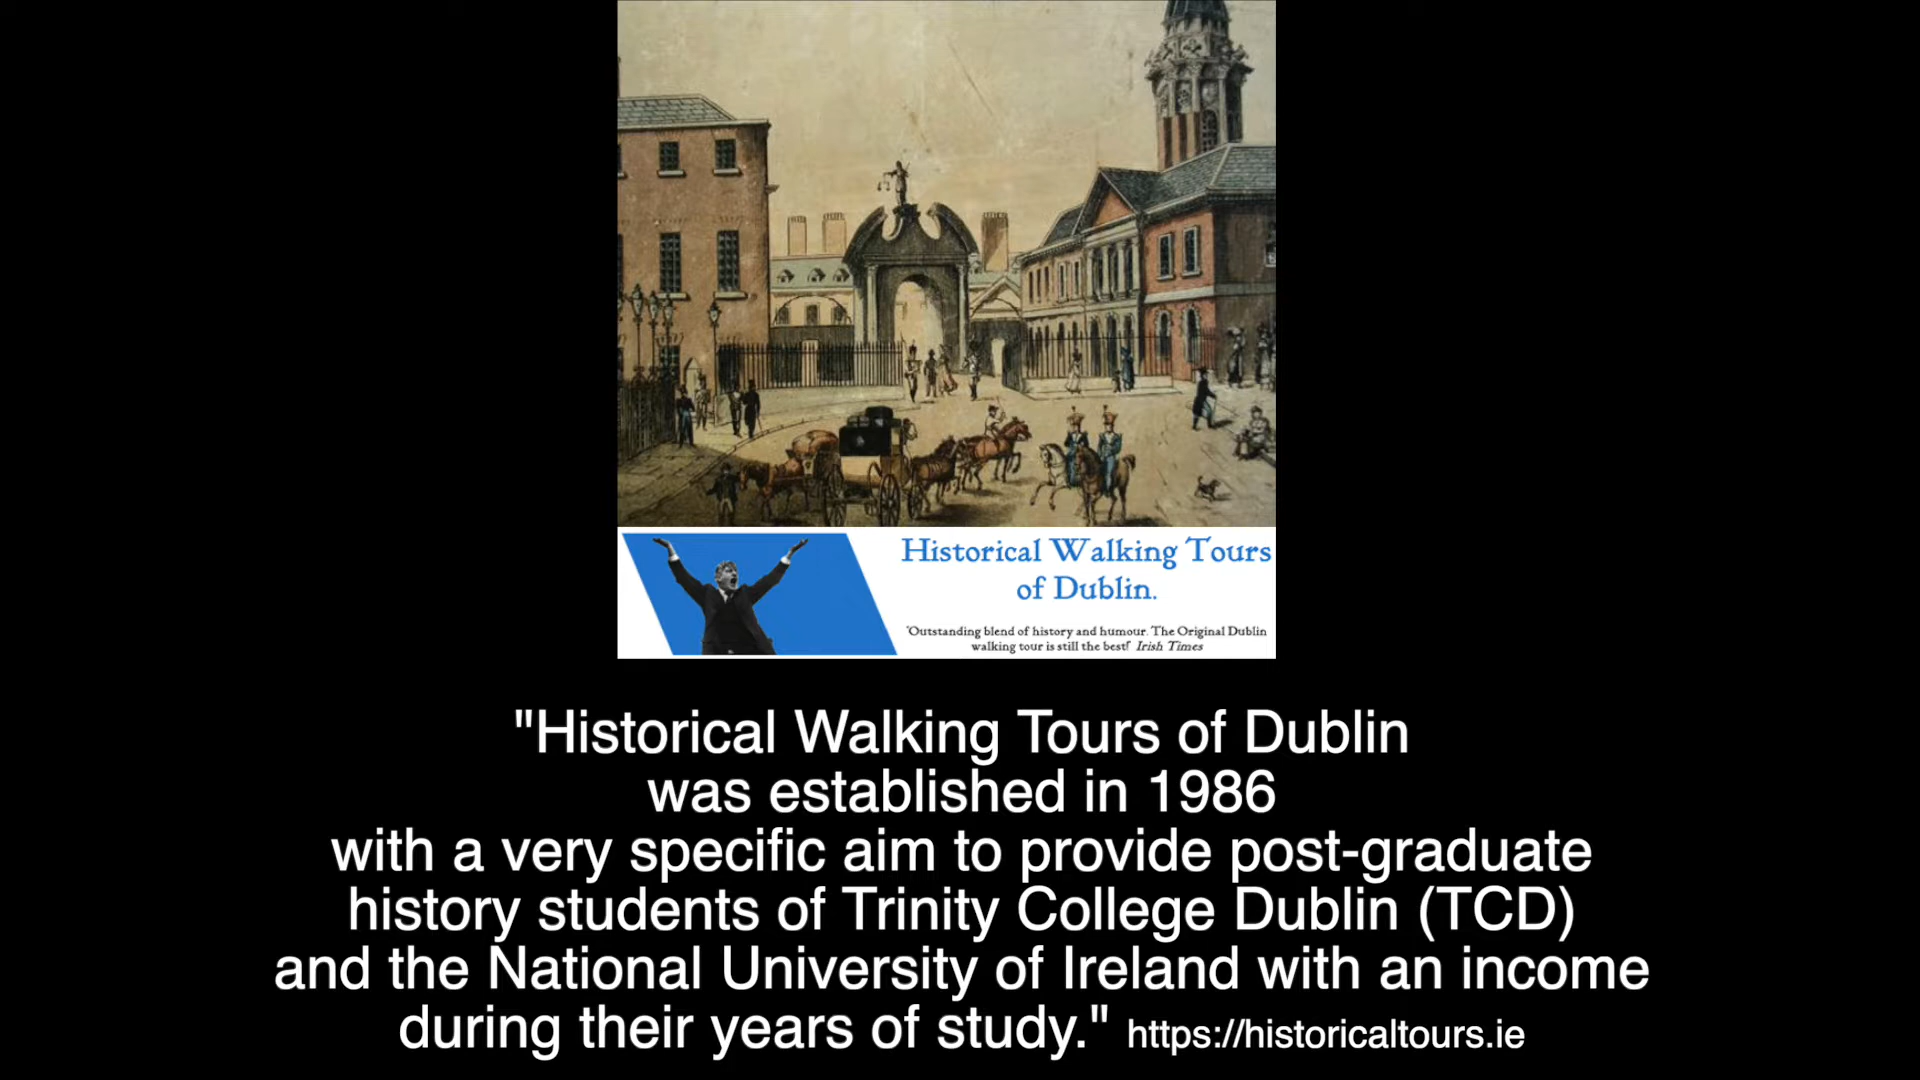 Historical Walking Tours
of Dublin.
"Outstanding blend of history and humour. The Original Dublin
walking tour is still the best!" Irish Times
"Historical Walking Tours of Dublin
was established in 1986
with a very specific aim to provide post-graduate
history students of Trinity College Dublin (TCD)
and the National University of Ireland with an income
during their years of study." https://historicaltours.ie